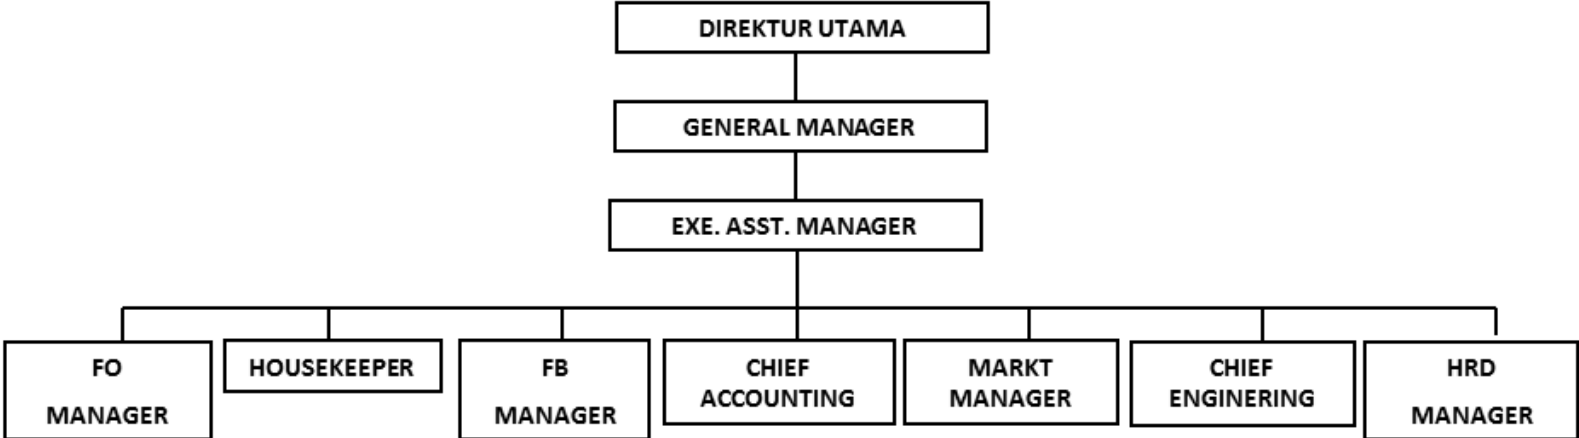 DIREKTUR UTAMA
GENERAL MANAGER
EXE. ASST. MANAGER
FO
MANAGER
HOUSEKEEPER
FB
MANAGER
CHIEF
ACCOUNTING
MARKT
MANAGER
CHIEF
ENGINERING
HRD
MANAGER